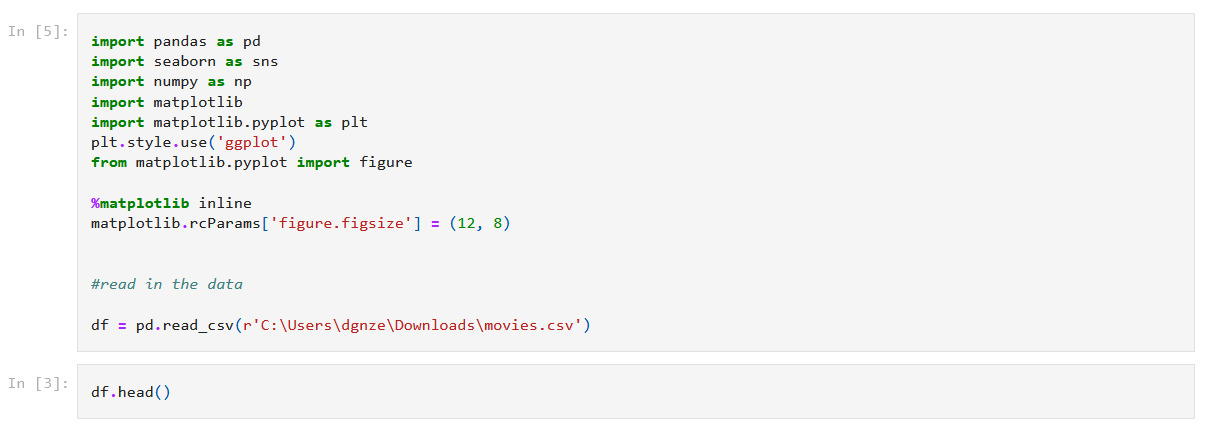 In [5]:
import pandas as pd
import seaborn as sns
import numpy as np
import matplotlib
import matplotlib.pyplot as plt
plt.style.use('ggplot')
from matplotlib.pyplot import figure
%matplotlib inline
matplotlib.rcParams['figure.figsize'] = (12, 8)
#read in the data
df = pd.read_csv(r'C:\Users\dgnze\Downloads\movies.csv')
In [3]:
df.head()